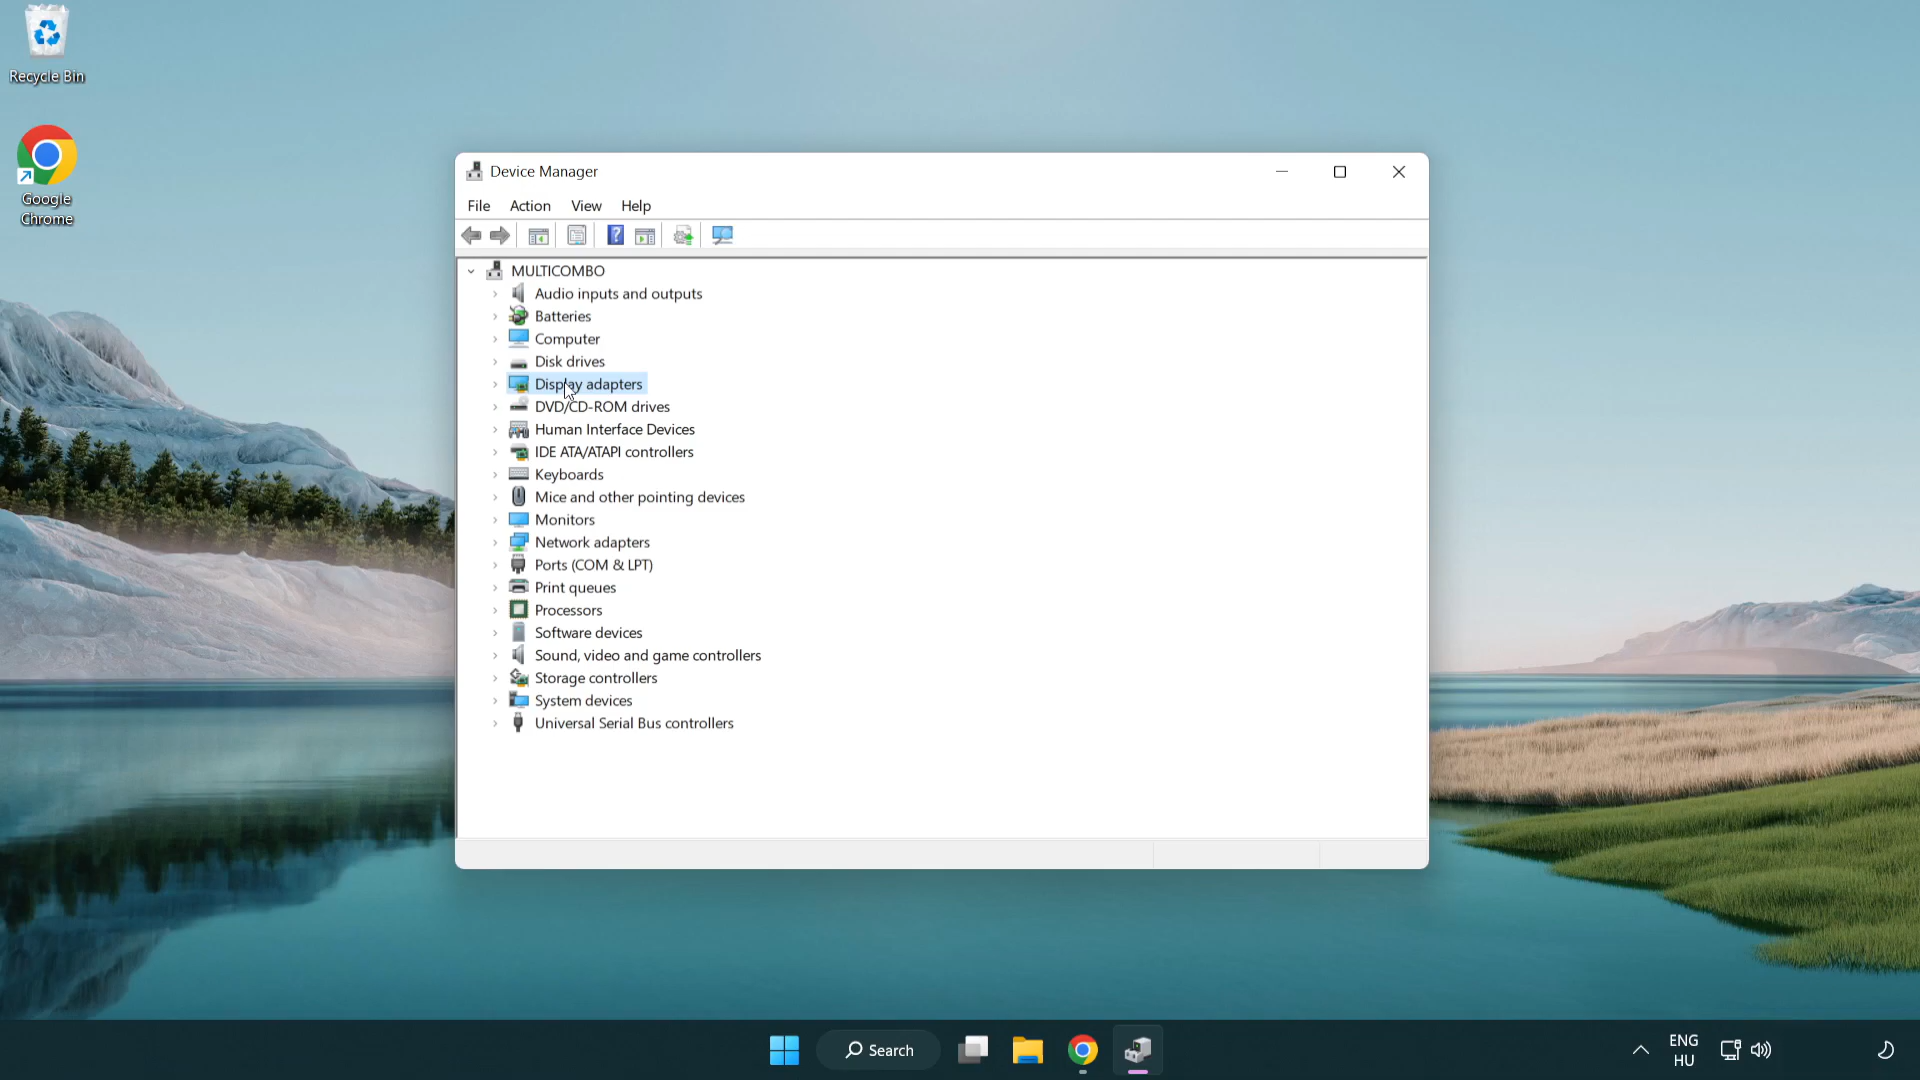 Recycle Bin
Google
Chrome
Device Manager
File Action View Help
MULTICOMBO
Audio inputs and outputs
Batteries
Computer
Disk drives
Display adapters
DVD/CD-ROM drives
Human Interface Devices
IDE ATA/ATAPI controllers
Keyboards
Mice and other pointing devices
Monitors
Network adapters
Ports (COM & LPT)
Print queues
Processors
Software devices
Sound, video and game controllers
Storage controllers
System devices
Universal Serial Bus controllers
Search
ENG
HU